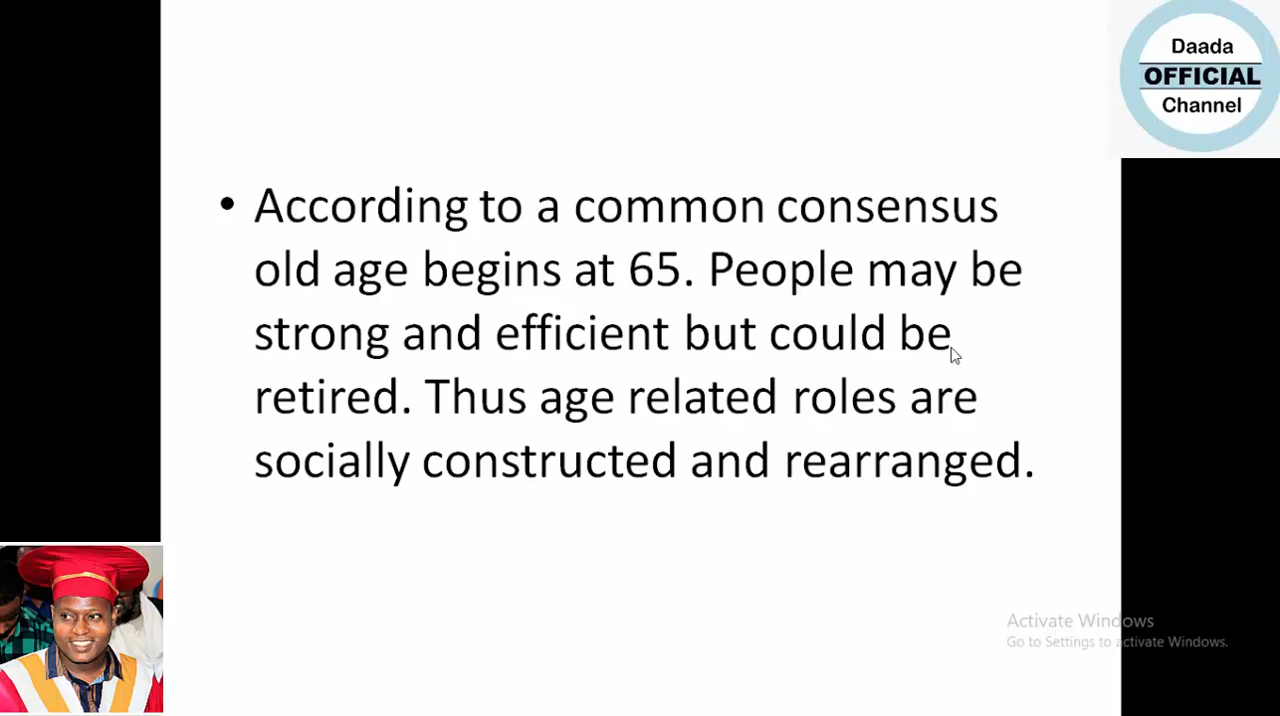 Daada
OFFICIAL
Channel
• According to a common consensus
old age begins at 65. People may be
strong and efficient but could be
retired. Thus age related roles are
socially constructed and rearranged.
Activate Windows
Go to Settings to activate Windows.